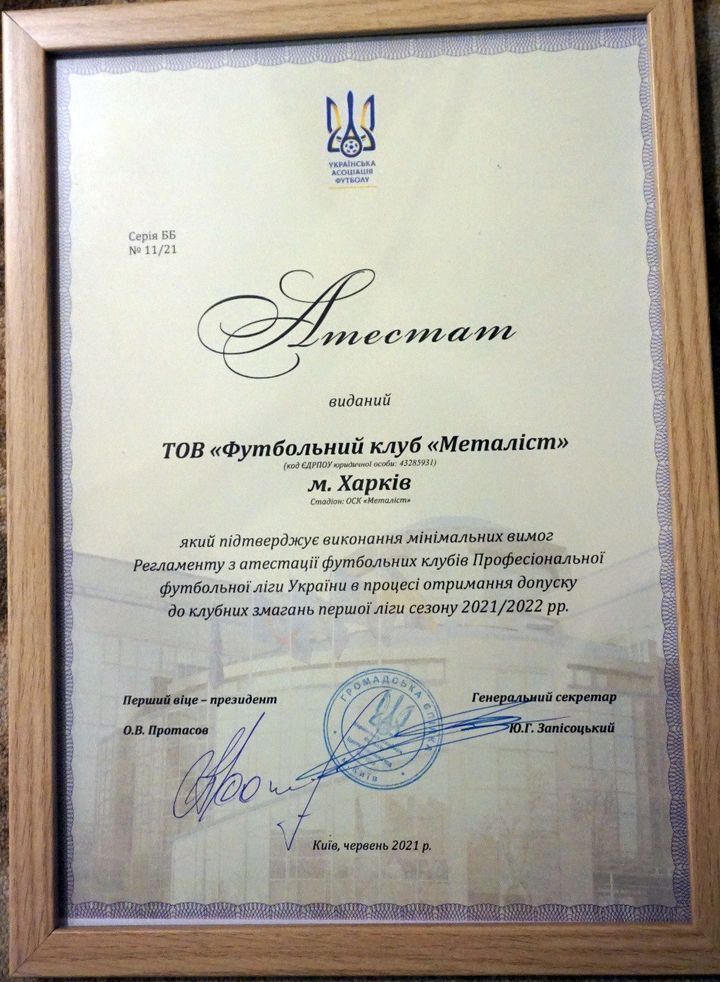 УКРАЇНСЬКА
АСОЦІАЦІЯ
ФУТБОЛУ
Серія ББ
№ 11/21
Атестат
виданий
ТОВ «Футбольний клуб «Металіст»
(код ЄДРПОУ юридичної особи: 43285931)
м. Харків
Стадіон: ОСК «Металіст»
який підтверджує виконання мінімальних вимог
Регламенту з атестації футбольних клубів Професіональної
футбольної ліги України в процесі отримання допуску
до клубних змагань першої ліги сезону 2021/2022 рр.
Перший віце – президент
Генеральний секретар
О.В. Протасов
Ю.Г. Запісоцький
ГРОМАДСЬКА
КИЇВ
Київ, червень 2021 р.